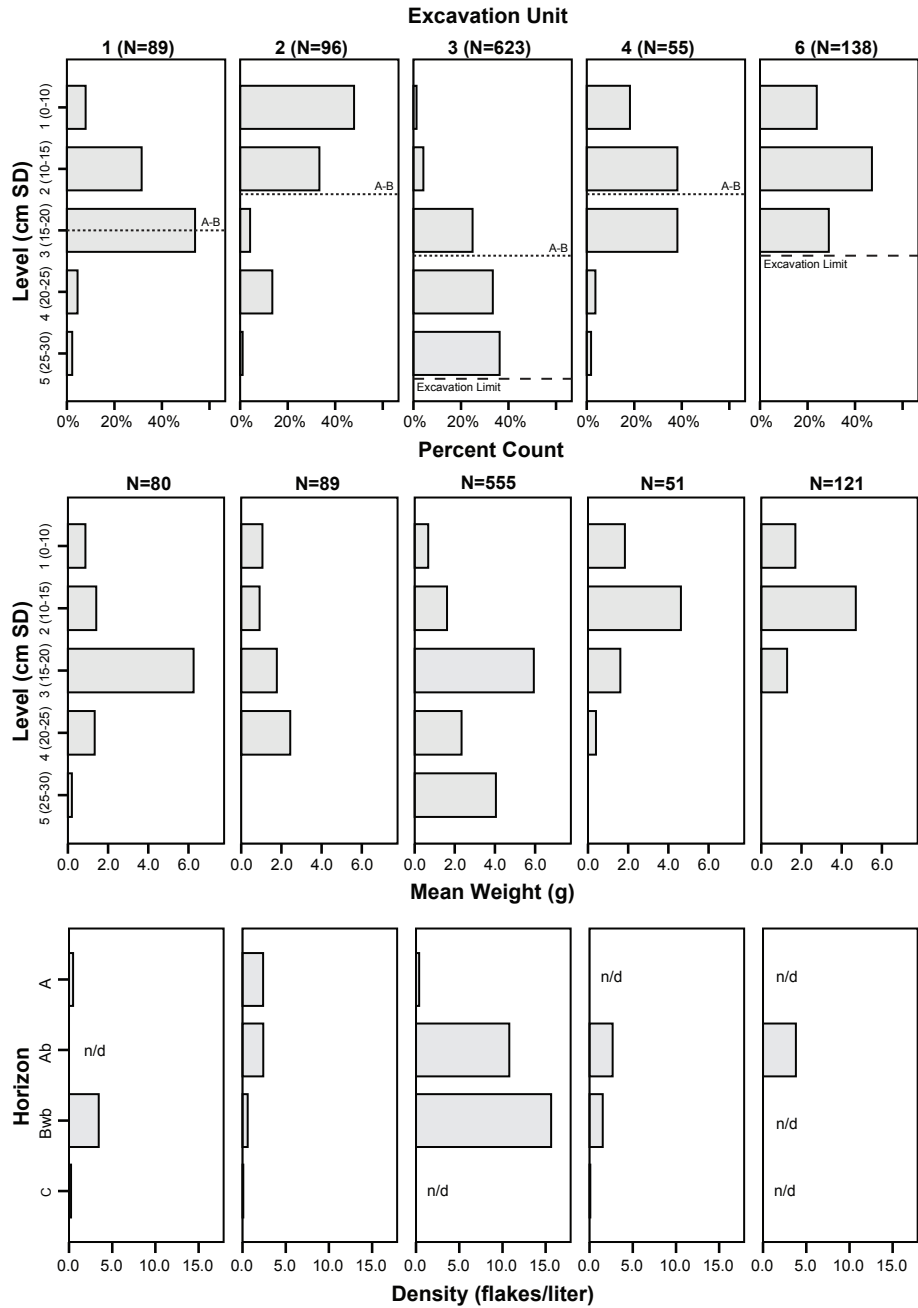 Excavation Unit
1 (N=89) 2 (N=96) 3 (N=623) 4 (N=55) 6 (N=138)
Level (cm SD)
1 (0-10)
2 (10-15)
A-B A-B
3 (15-20)
A-B A-B
Excavation Limit
4 (20-25)
5 (25-30)
Excavation Limit
0% 20% 40% 0% 20% 40% 0% 20% 40% 0% 20% 40% 0% 20% 40%
Percent Count
N=80 N=89 N=555 N=51 N=121
Level (cm SD)
1 (0-10)
2 (10-15)
3 (15-20)
4 (20-25)
5 (25-30)
0.0 2.0 4.0 6.0 0.0 2.0 4.0 6.0 0.0 2.0 4.0 6.0 0.0 2.0 4.0 6.0 0.0 2.0 4.0 6.0
Mean Weight (g)
Horizon
A n/d n/d
Ab n/d
Bwb n/d
C n/d n/d
0.0 5.0 10.0 15.0 0.0 5.0 10.0 15.0 0.0 5.0 10.0 15.0 0.0 5.0 10.0 15.0 0.0 5.0 10.0 15.0
Density (flakes/liter)